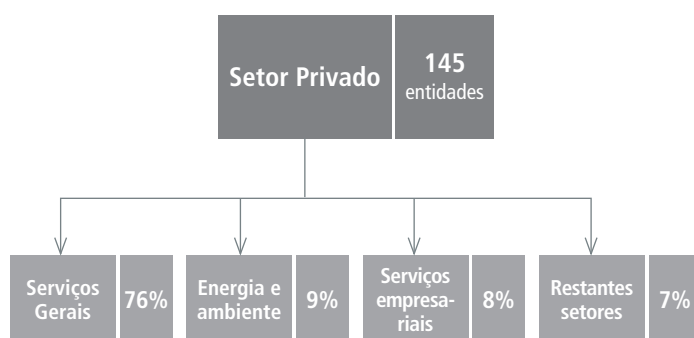 Setor Privado
145
entidades
Serviços
Gerais
76%
Energia e
ambiente
9%
Serviços
empresa-
riais
8%
Restantes
setores
7%